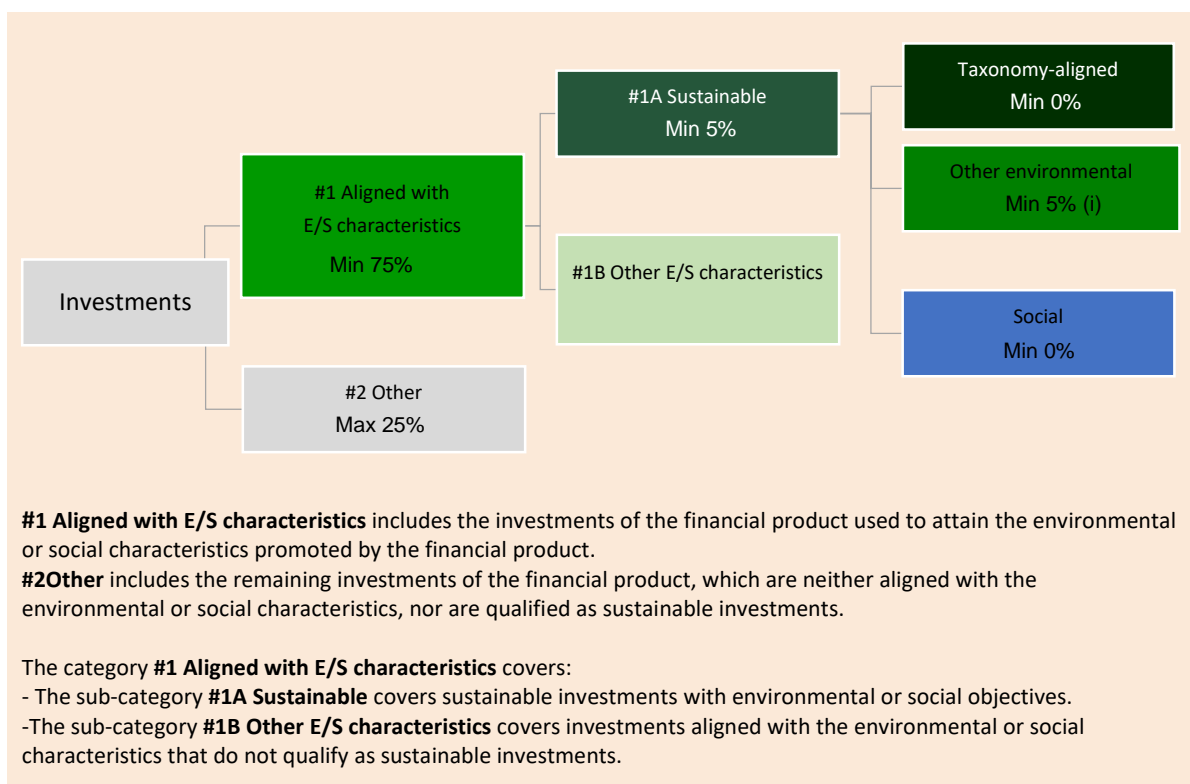 Investments
#1 Aligned with
E/S characteristics
Min 75%
#2 Other
Max 25%
#1A Sustainable
Min 5%
#1B Other E/S characteristics
Taxonomy-aligned
Min 0%
Other environmental
Min 5% (i)
Social
Min 0%
#1 Aligned with E/S characteristics includes the investments of the financial product used to attain the environmental
or social characteristics promoted by the financial product.
#2Other includes the remaining investments of the financial product, which are neither aligned with the
environmental or social characteristics, nor are qualified as sustainable investments.
The category #1 Aligned with E/S characteristics covers:
- The sub-category #1A Sustainable covers sustainable investments with environmental or social objectives.
-The sub-category #1B Other E/S characteristics covers investments aligned with the environmental or social
characteristics that do not qualify as sustainable investments.